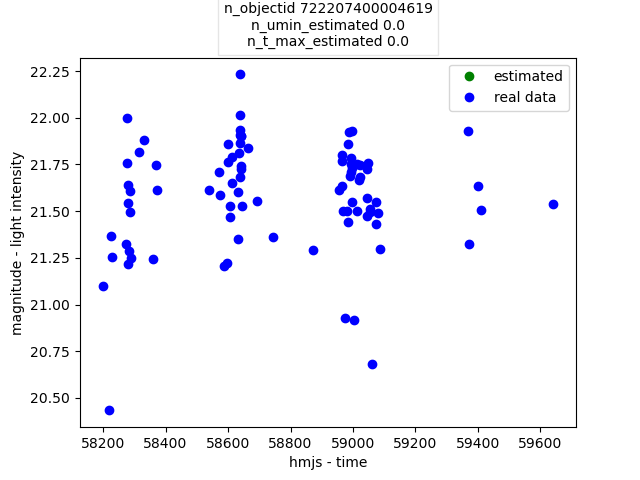 n_objectid 722207400004619
n_umin_estimated 0.0
n_t_max_estimated 0.0
estimated
real data
22.25
22.00
21.75
21.50
21.25
21.00
20.75
20.50
magnitude - light intensity
58200 58400 58600 58800 59000 59200 59400 59600
hmjs - time